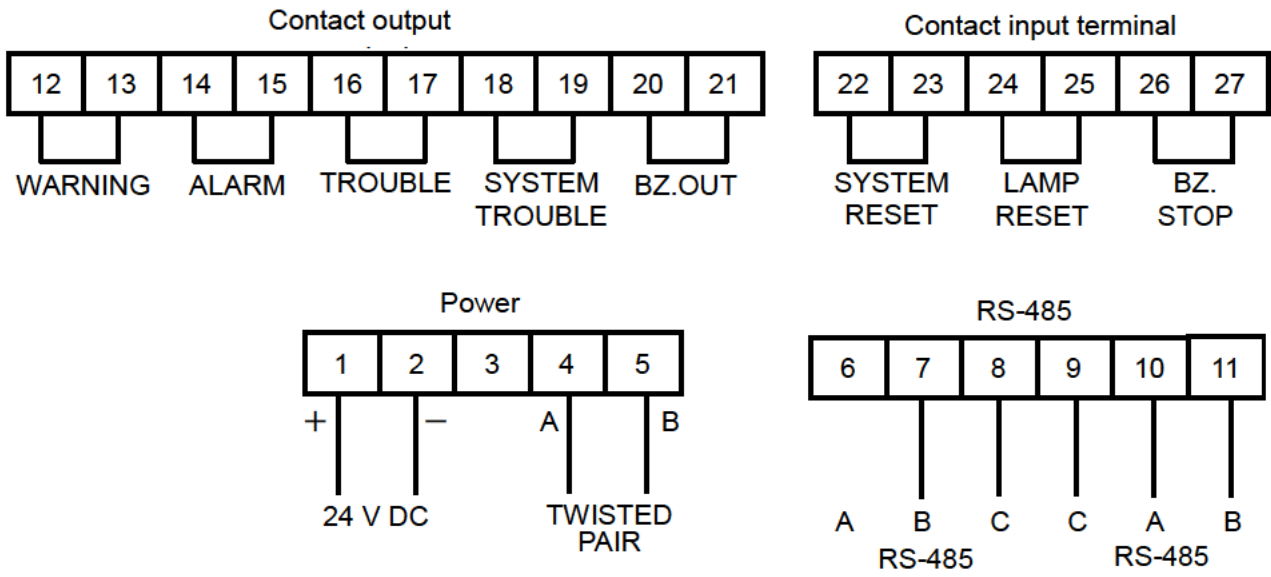 Contact output
12 13 14 15 16 17 18 19 20 21
WARNING ALARM TROUBLE SYSTEM TROUBLE BZ.OUT
Contact input terminal
22 23 24 25 26 27
SYSTEM RESET LAMP RESET BZ. STOP
Power
1 2 3 4 5
+ − A B
24 V DC TWISTED PAIR
RS-485
6 7 8 9 10 11
A B C C A B
RS-485 RS-485